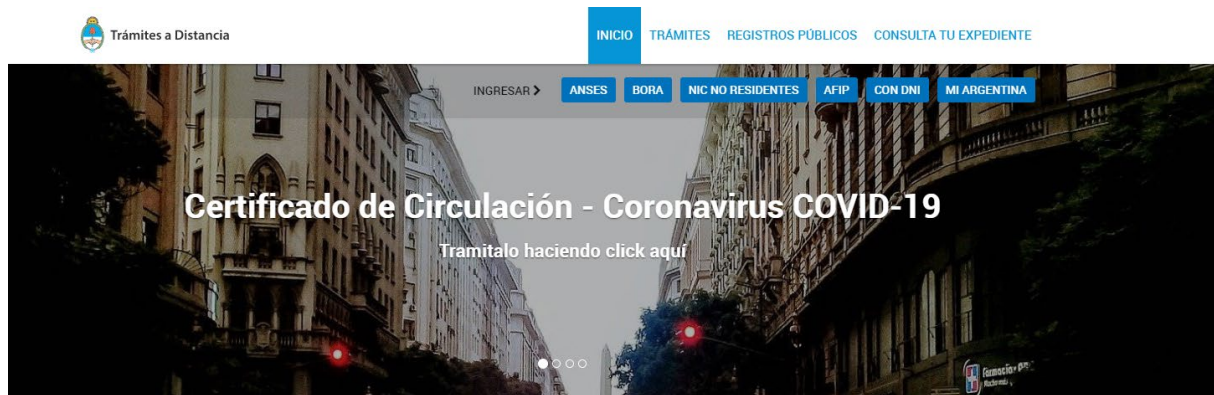 Trámites a Distancia
INICIO TRÁMITES REGISTROS PÚBLICOS CONSULTA TU EXPEDIENTE
INGRESAR ANSES BORA NIC NO RESIDENTES AFIP CON DNI MI ARGENTINA
Certificado de Circulación - Coronavirus COVID-19
Tramitalo haciendo click aquí
Farmacia